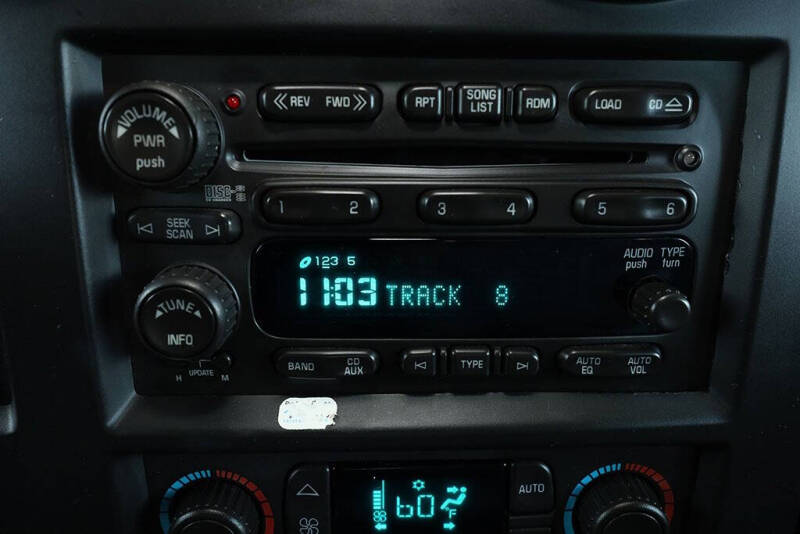 VOLUME
PWR
push
REV FWD
RPT
SONG
LIST
RDM
LOAD CD
DISC
1 2
3 4
5 6
SEEK
SCAN
123 5
11:03 TRACK 8
AUDIO TYPE
push turn
TUNE
INFO
H UPDATE M
BAND
CD
AUX
TYPE
AUTO
EQ
AUTO
VOL
60
F
AUTO